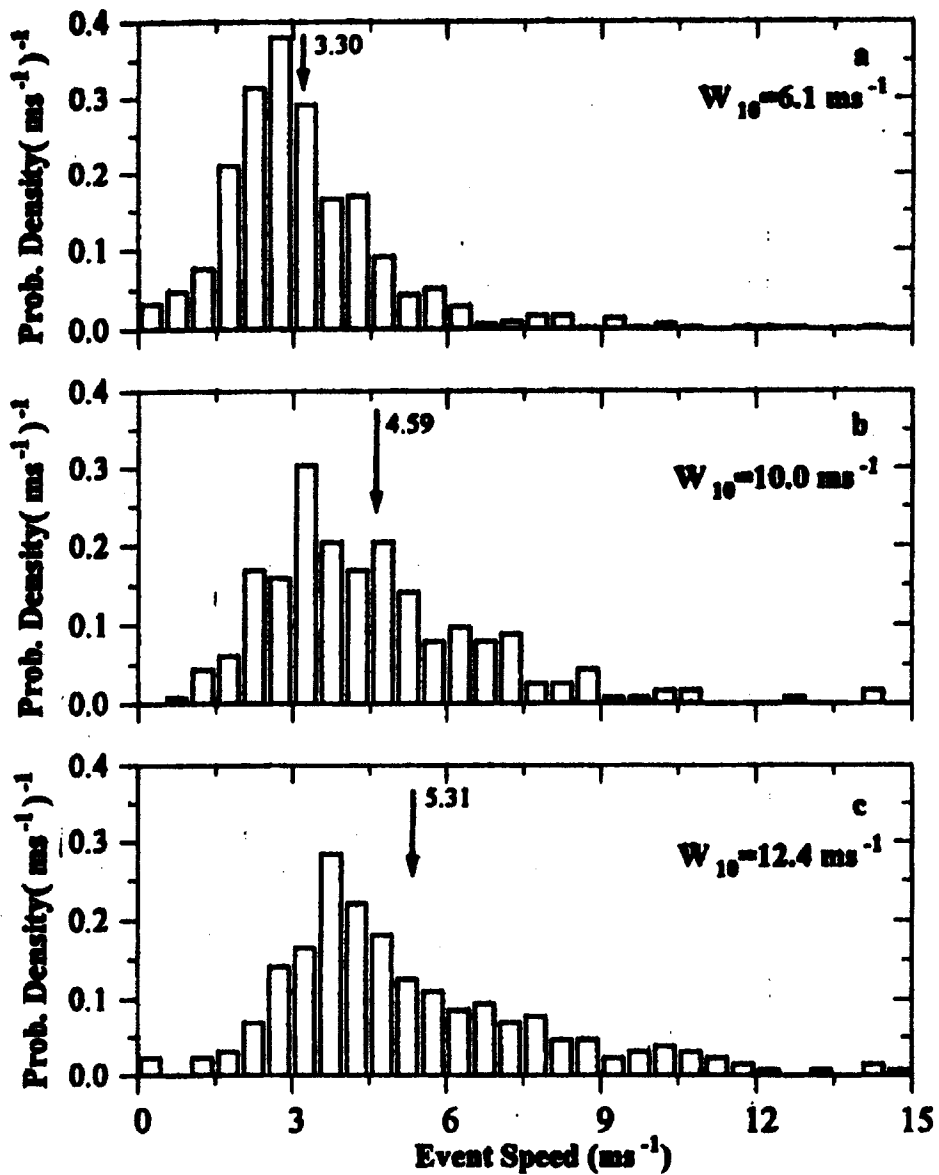 0.4
0.3
0.2
0.1
0.0
Prob. Density( ms⁻¹)⁻¹
3.30
a
W₁₀=6.1 ms⁻¹
0.4
0.3
0.2
0.1
0.0
Prob. Density( ms⁻¹)⁻¹
4.59
b
W₁₀=10.0 ms⁻¹
0.4
0.3
0.2
0.1
0.0
Prob. Density( ms⁻¹)⁻¹
5.31
c
W₁₀=12.4 ms⁻¹
0 3 6 9 12 15
Event Speed (ms⁻¹)